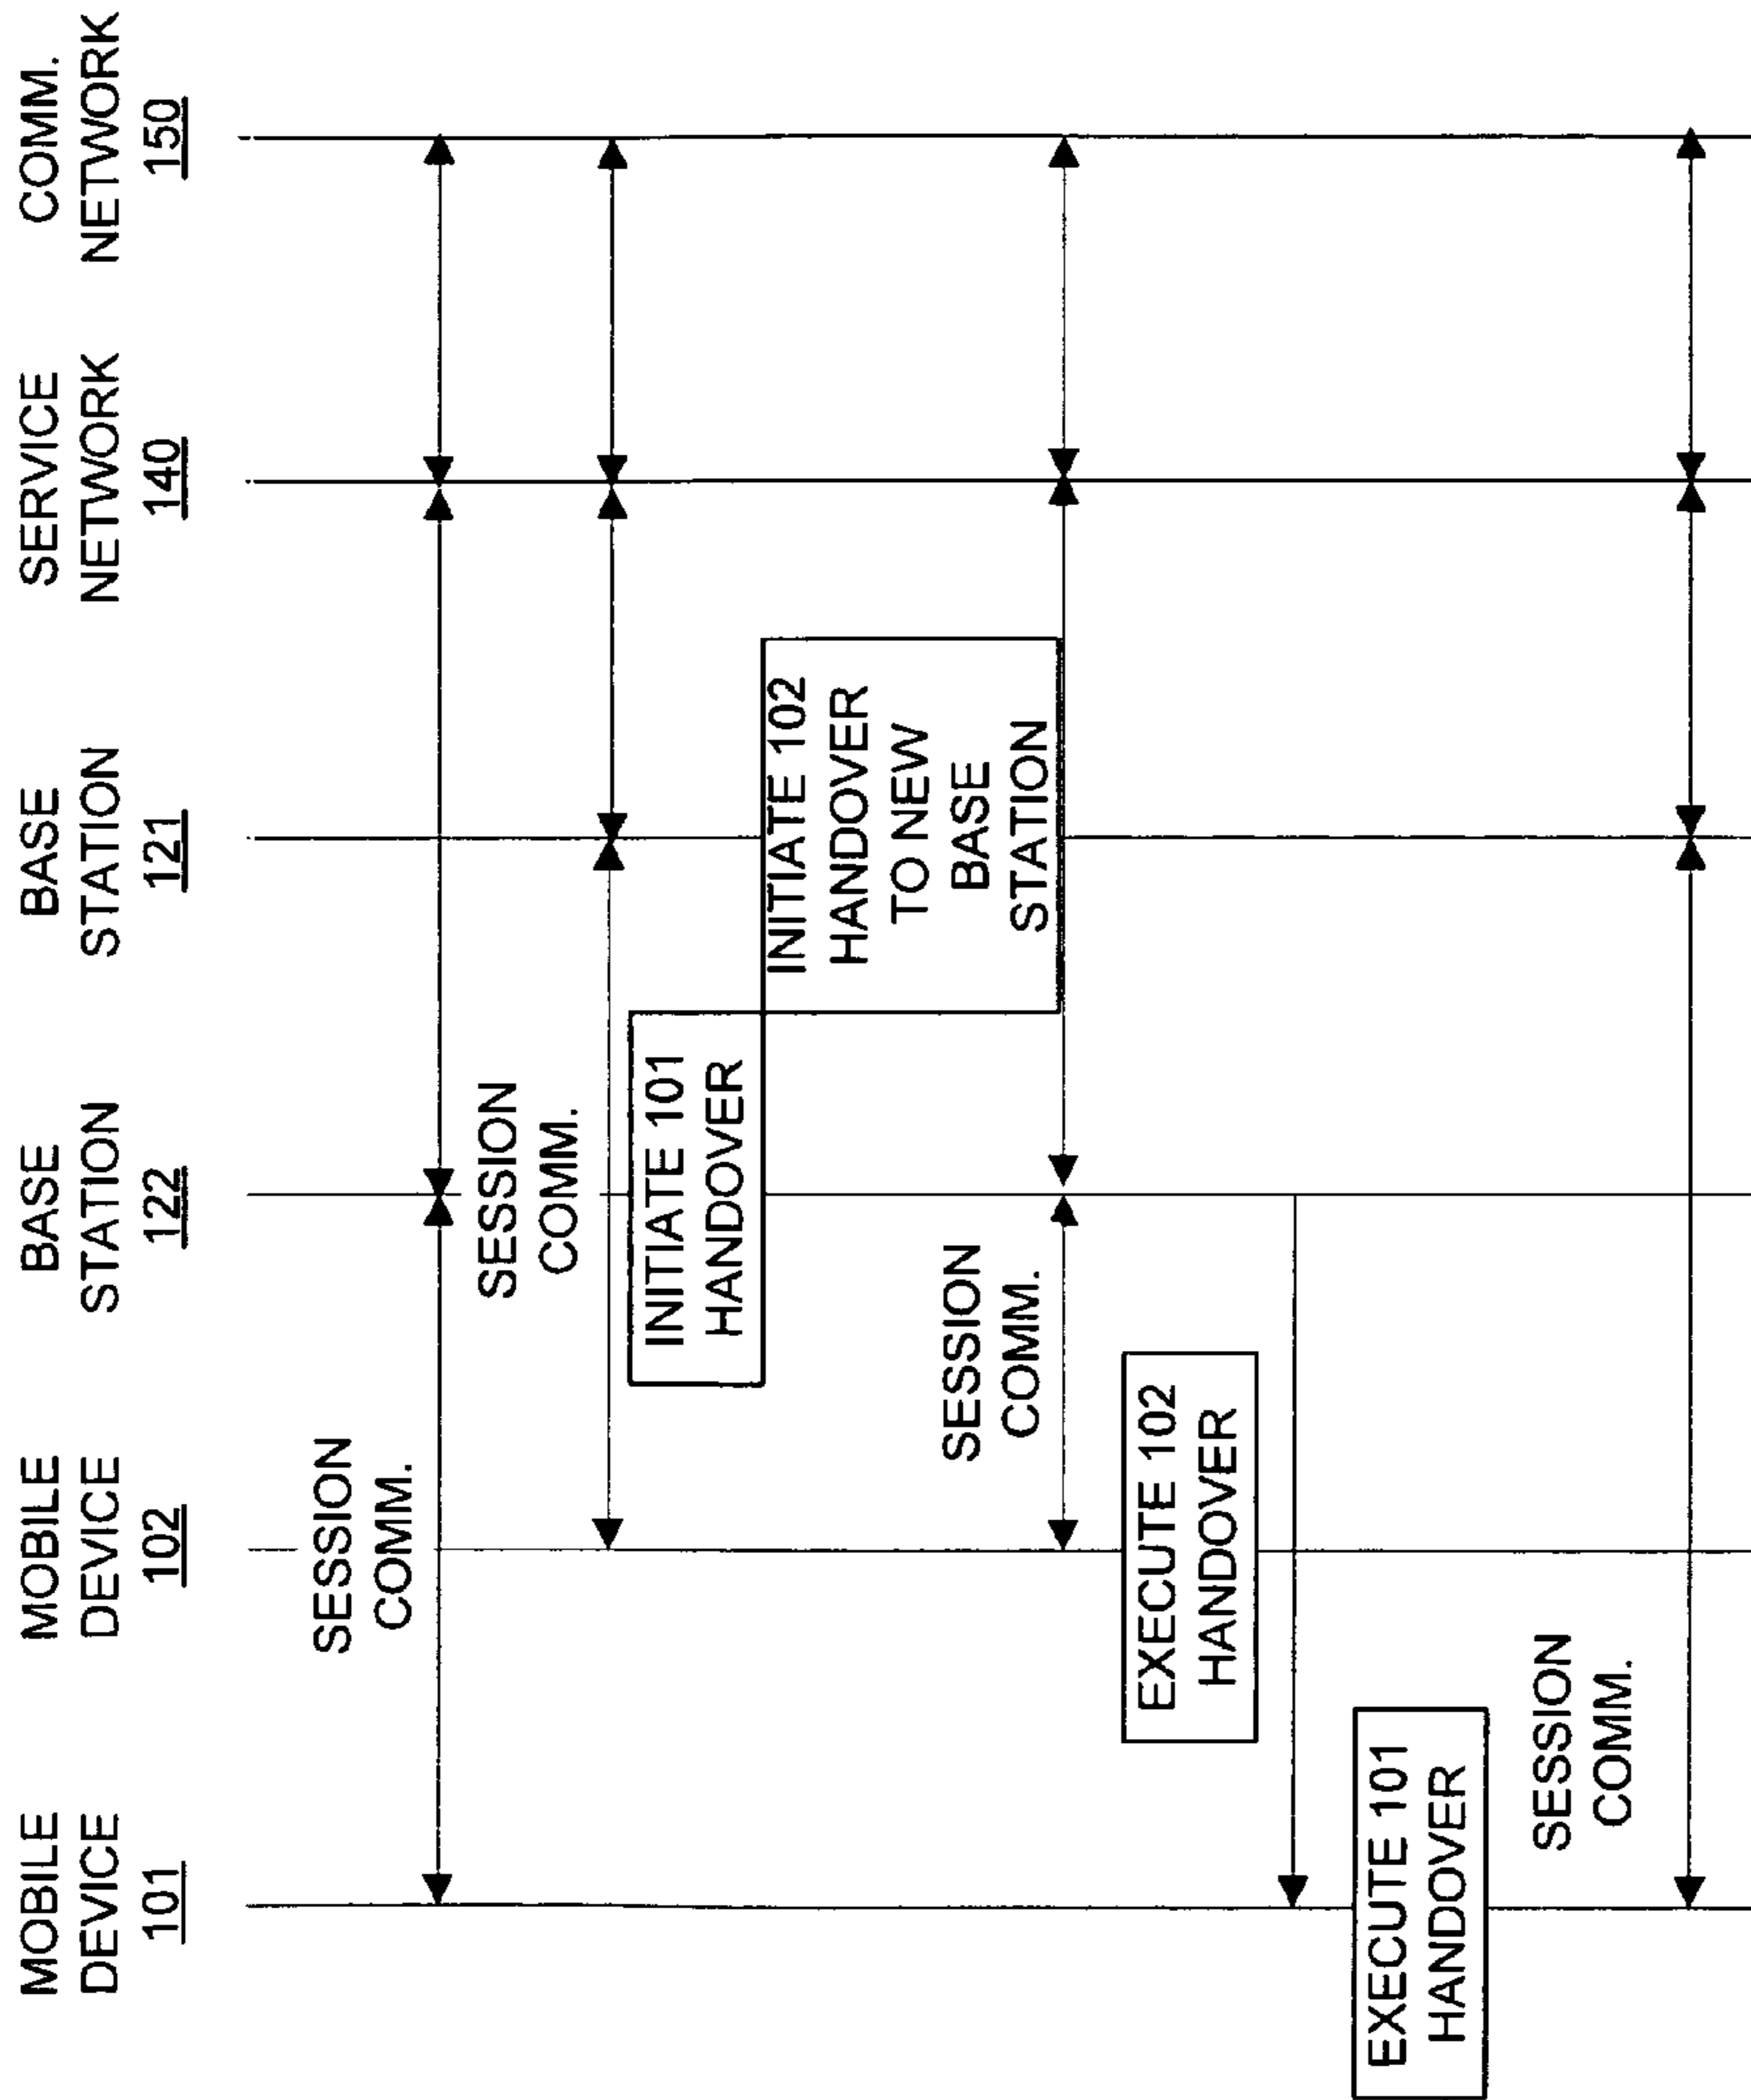 MOBILE
DEVICE
101
MOBILE
DEVICE
102
BASE
STATION
122
BASE
STATION
121
SERVICE
NETWORK
140
COMM.
NETWORK
150
SESSION
COMM.
SESSION
COMM.
INITIATE 101
HANDOVER
INITIATE 102
HANDOVER
TO NEW
BASE
STATION
SESSION
COMM.
EXECUTE 102
HANDOVER
EXECUTE 101
HANDOVER
SESSION
COMM.